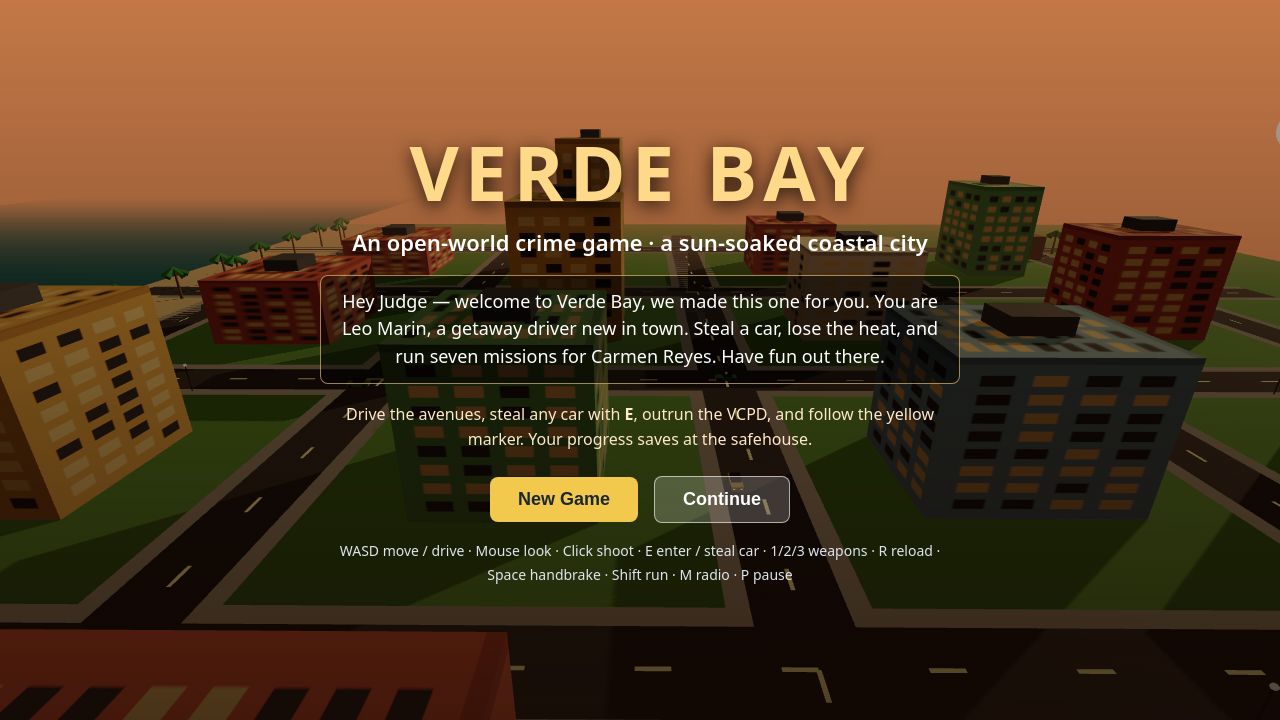 VERDE BAY
An open-world crime game · a sun-soaked coastal city
Hey Judge — welcome to Verde Bay, we made this one for you. You are
Leo Marin, a getaway driver new in town. Steal a car, lose the heat, and
run seven missions for Carmen Reyes. Have fun out there.
Drive the avenues, steal any car with E, outrun the VCPD, and follow the yellow
marker. Your progress saves at the safehouse.
New Game
Continue
WASD move / drive · Mouse look · Click shoot · E enter / steal car · 1/2/3 weapons · R reload ·
Space handbrake · Shift run · M radio · P pause